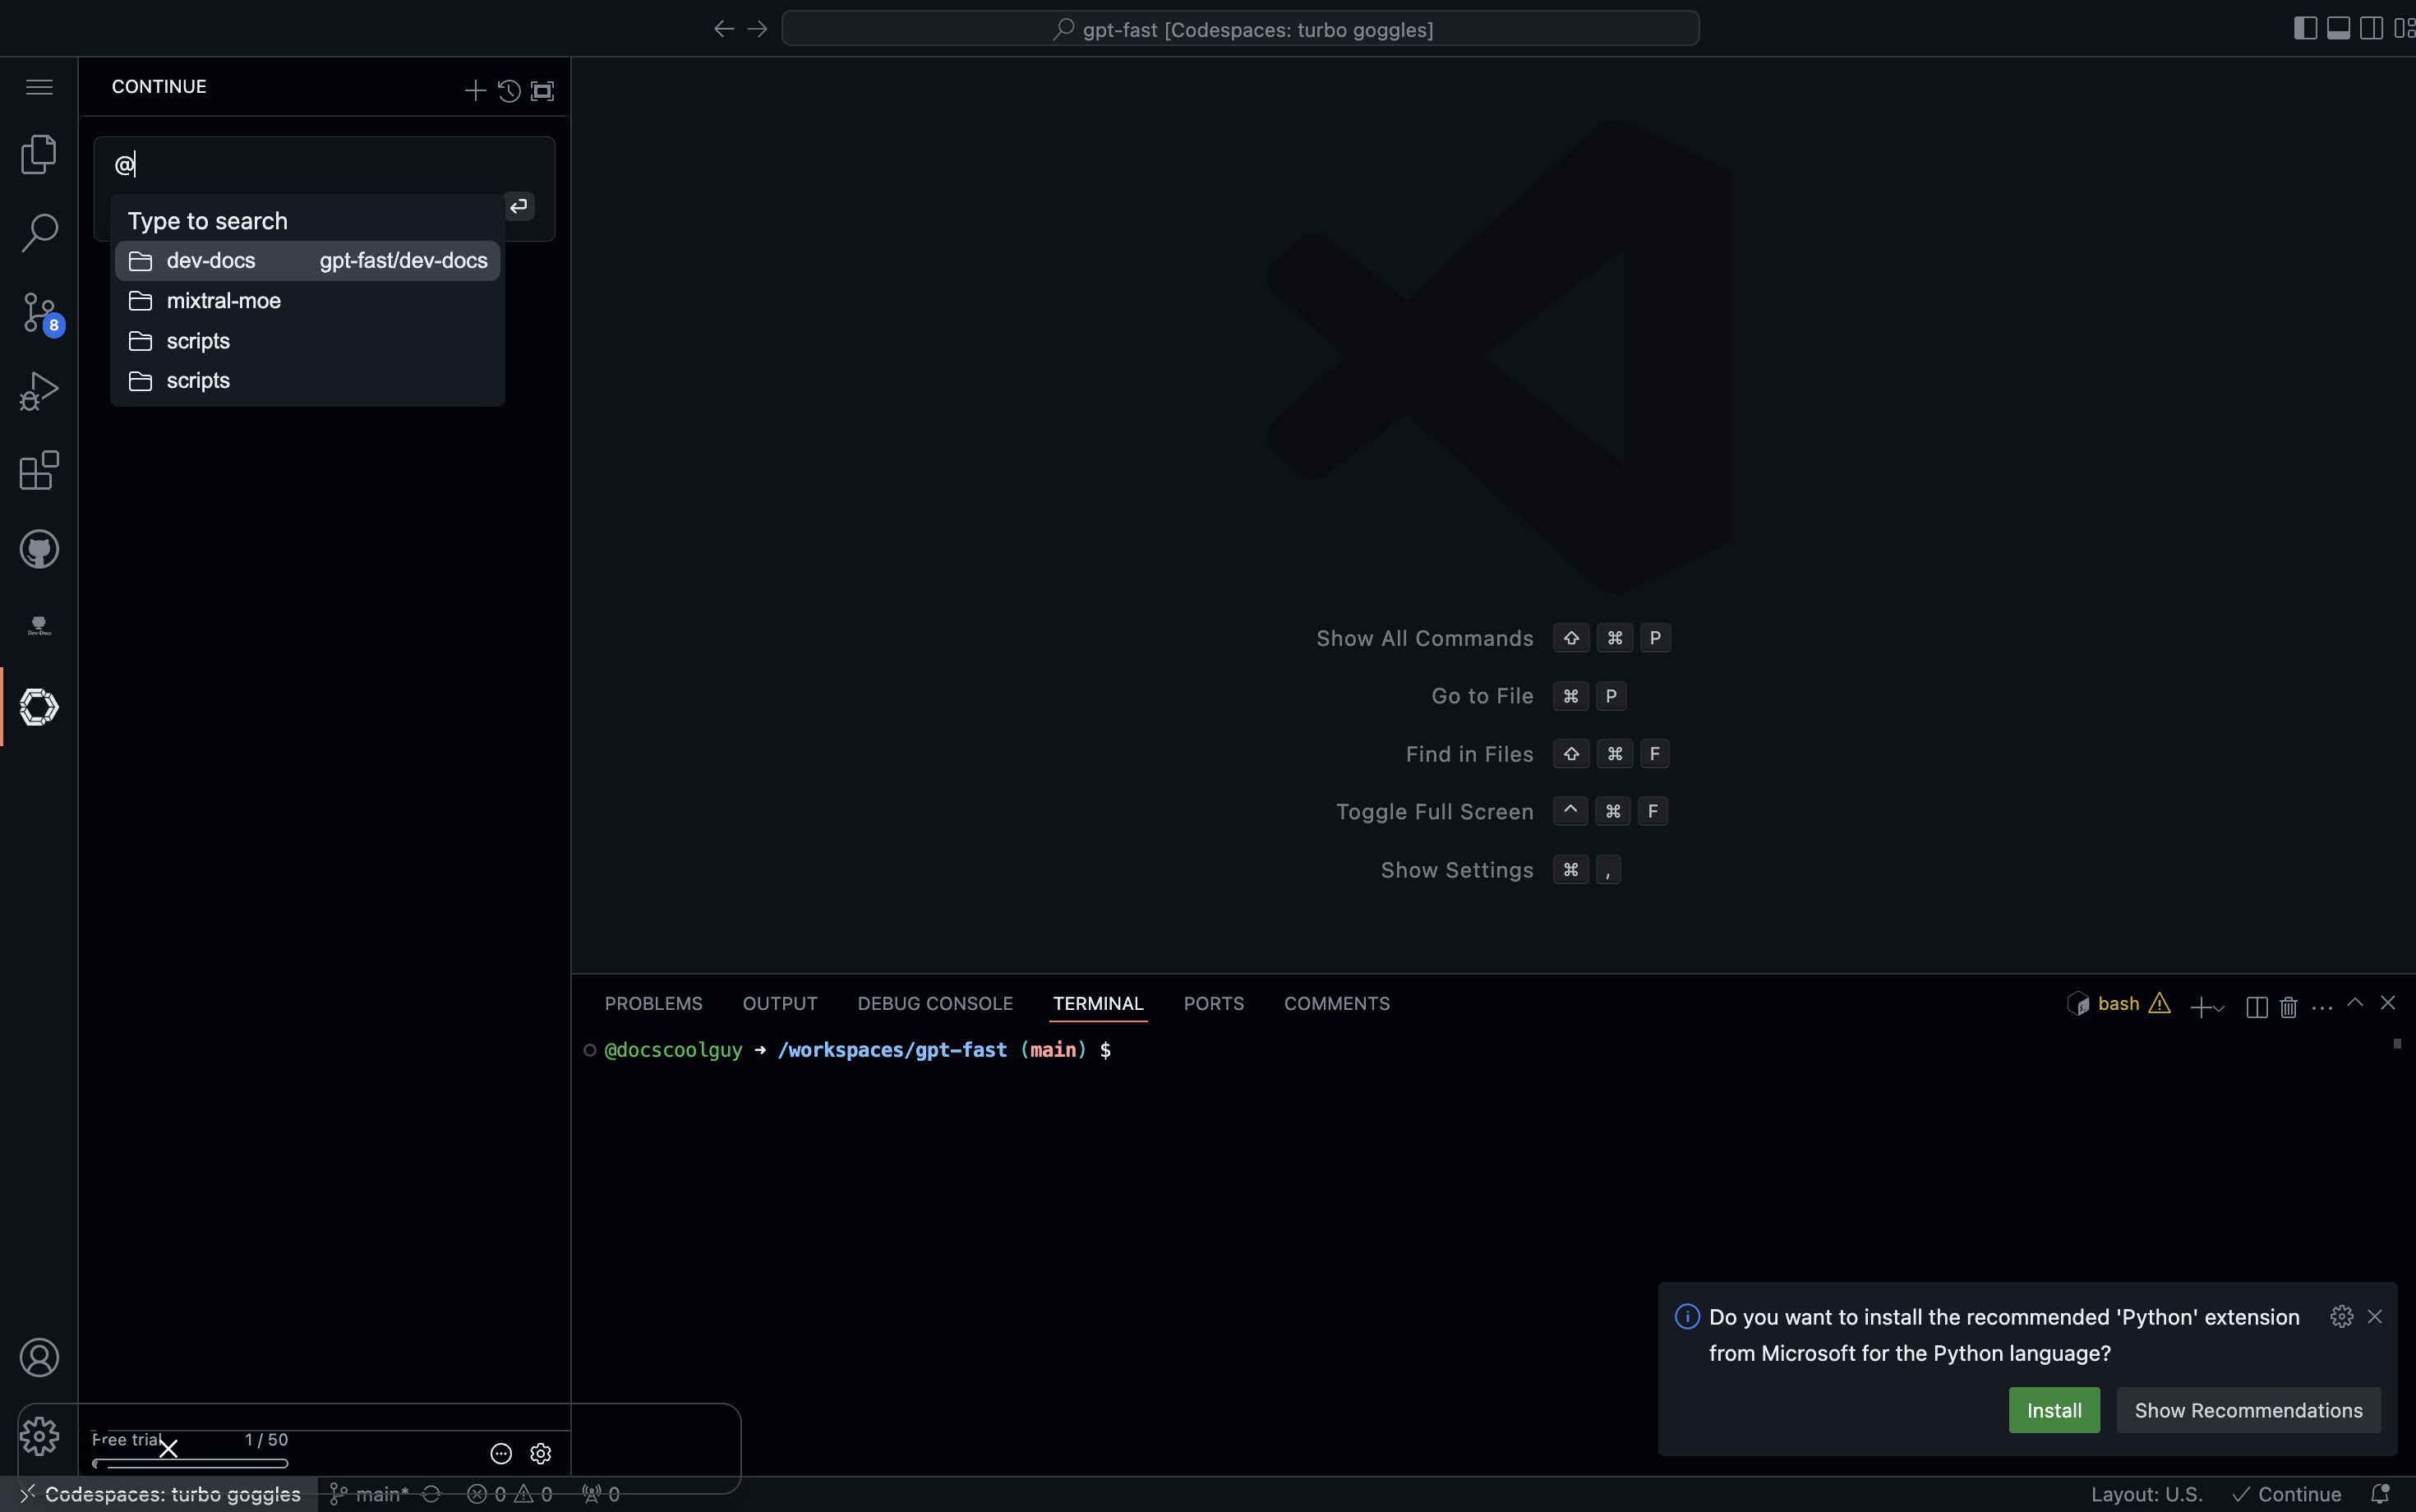 gpt-fast [Codespaces: turbo goggles]
CONTINUE
@
Type to search
dev-docs gpt-fast/dev-docs
mixtral-moe
scripts
scripts
8
Dev-Docs
Show All Commands ⇧ ⌘ P
Go to File ⌘ P
Find in Files ⇧ ⌘ F
Toggle Full Screen ^ ⌘ F
Show Settings ⌘ ,
PROBLEMS OUTPUT DEBUG CONSOLE TERMINAL PORTS COMMENTS
bash
@docscoolguy ➜ /workspaces/gpt-fast (main) $
Do you want to install the recommended 'Python' extension
from Microsoft for the Python language?
Install Show Recommendations
Free trial 1 / 50
Codespaces: turbo goggles main* 0 0 0
Layout: U.S. Continue